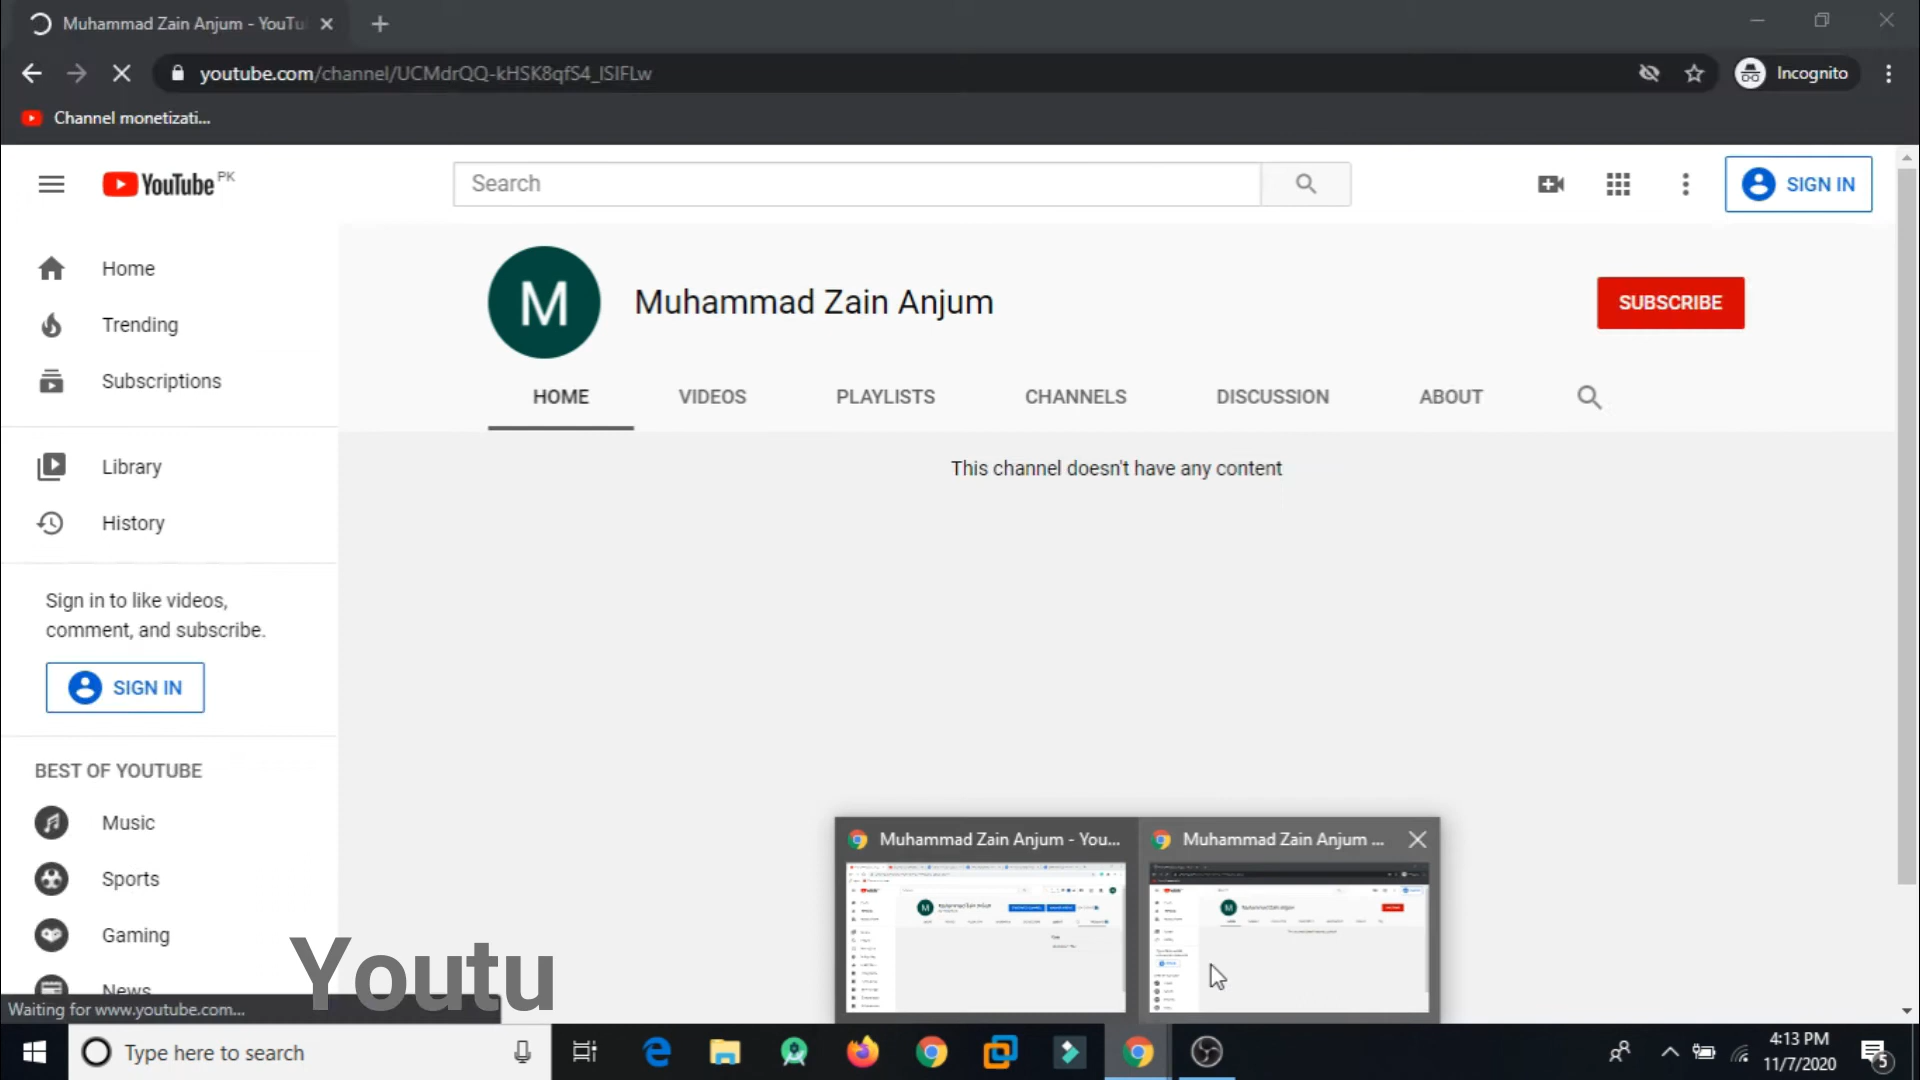 Muhammad Zain Anjum - YouTu
youtube.com/channel/UCMdrQQ-kHSK8qfS4_lSIFLw
Incognito
Channel monetizati...
YouTube PK
Search
SIGN IN
Home
Trending
Subscriptions
Library
History
Sign in to like videos,
comment, and subscribe.
SIGN IN
BEST OF YOUTUBE
Music
Sports
Gaming
News
M
Muhammad Zain Anjum
SUBSCRIBE
HOME VIDEOS PLAYLISTS CHANNELS DISCUSSION ABOUT
This channel doesn't have any content
Muhammad Zain Anjum - You...
Muhammad Zain Anjum ...
Youtu
Waiting for www.youtube.com...
Type here to search
4:13 PM
11/7/2020
5